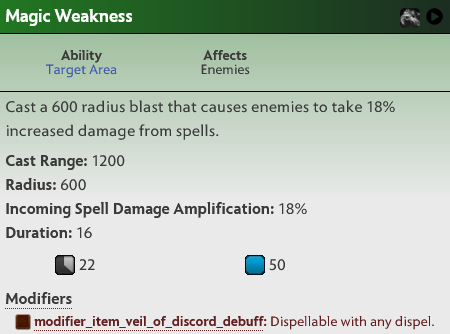 Magic Weakness
Ability Affects
Target Area Enemies
Cast a 600 radius blast that causes enemies to take 18%
increased damage from spells.
Cast Range: 1200
Radius: 600
Incoming Spell Damage Amplification: 18%
Duration: 16
22 50
Modifiers
modifier_item_veil_of_discord_debuff: Dispellable with any dispel.